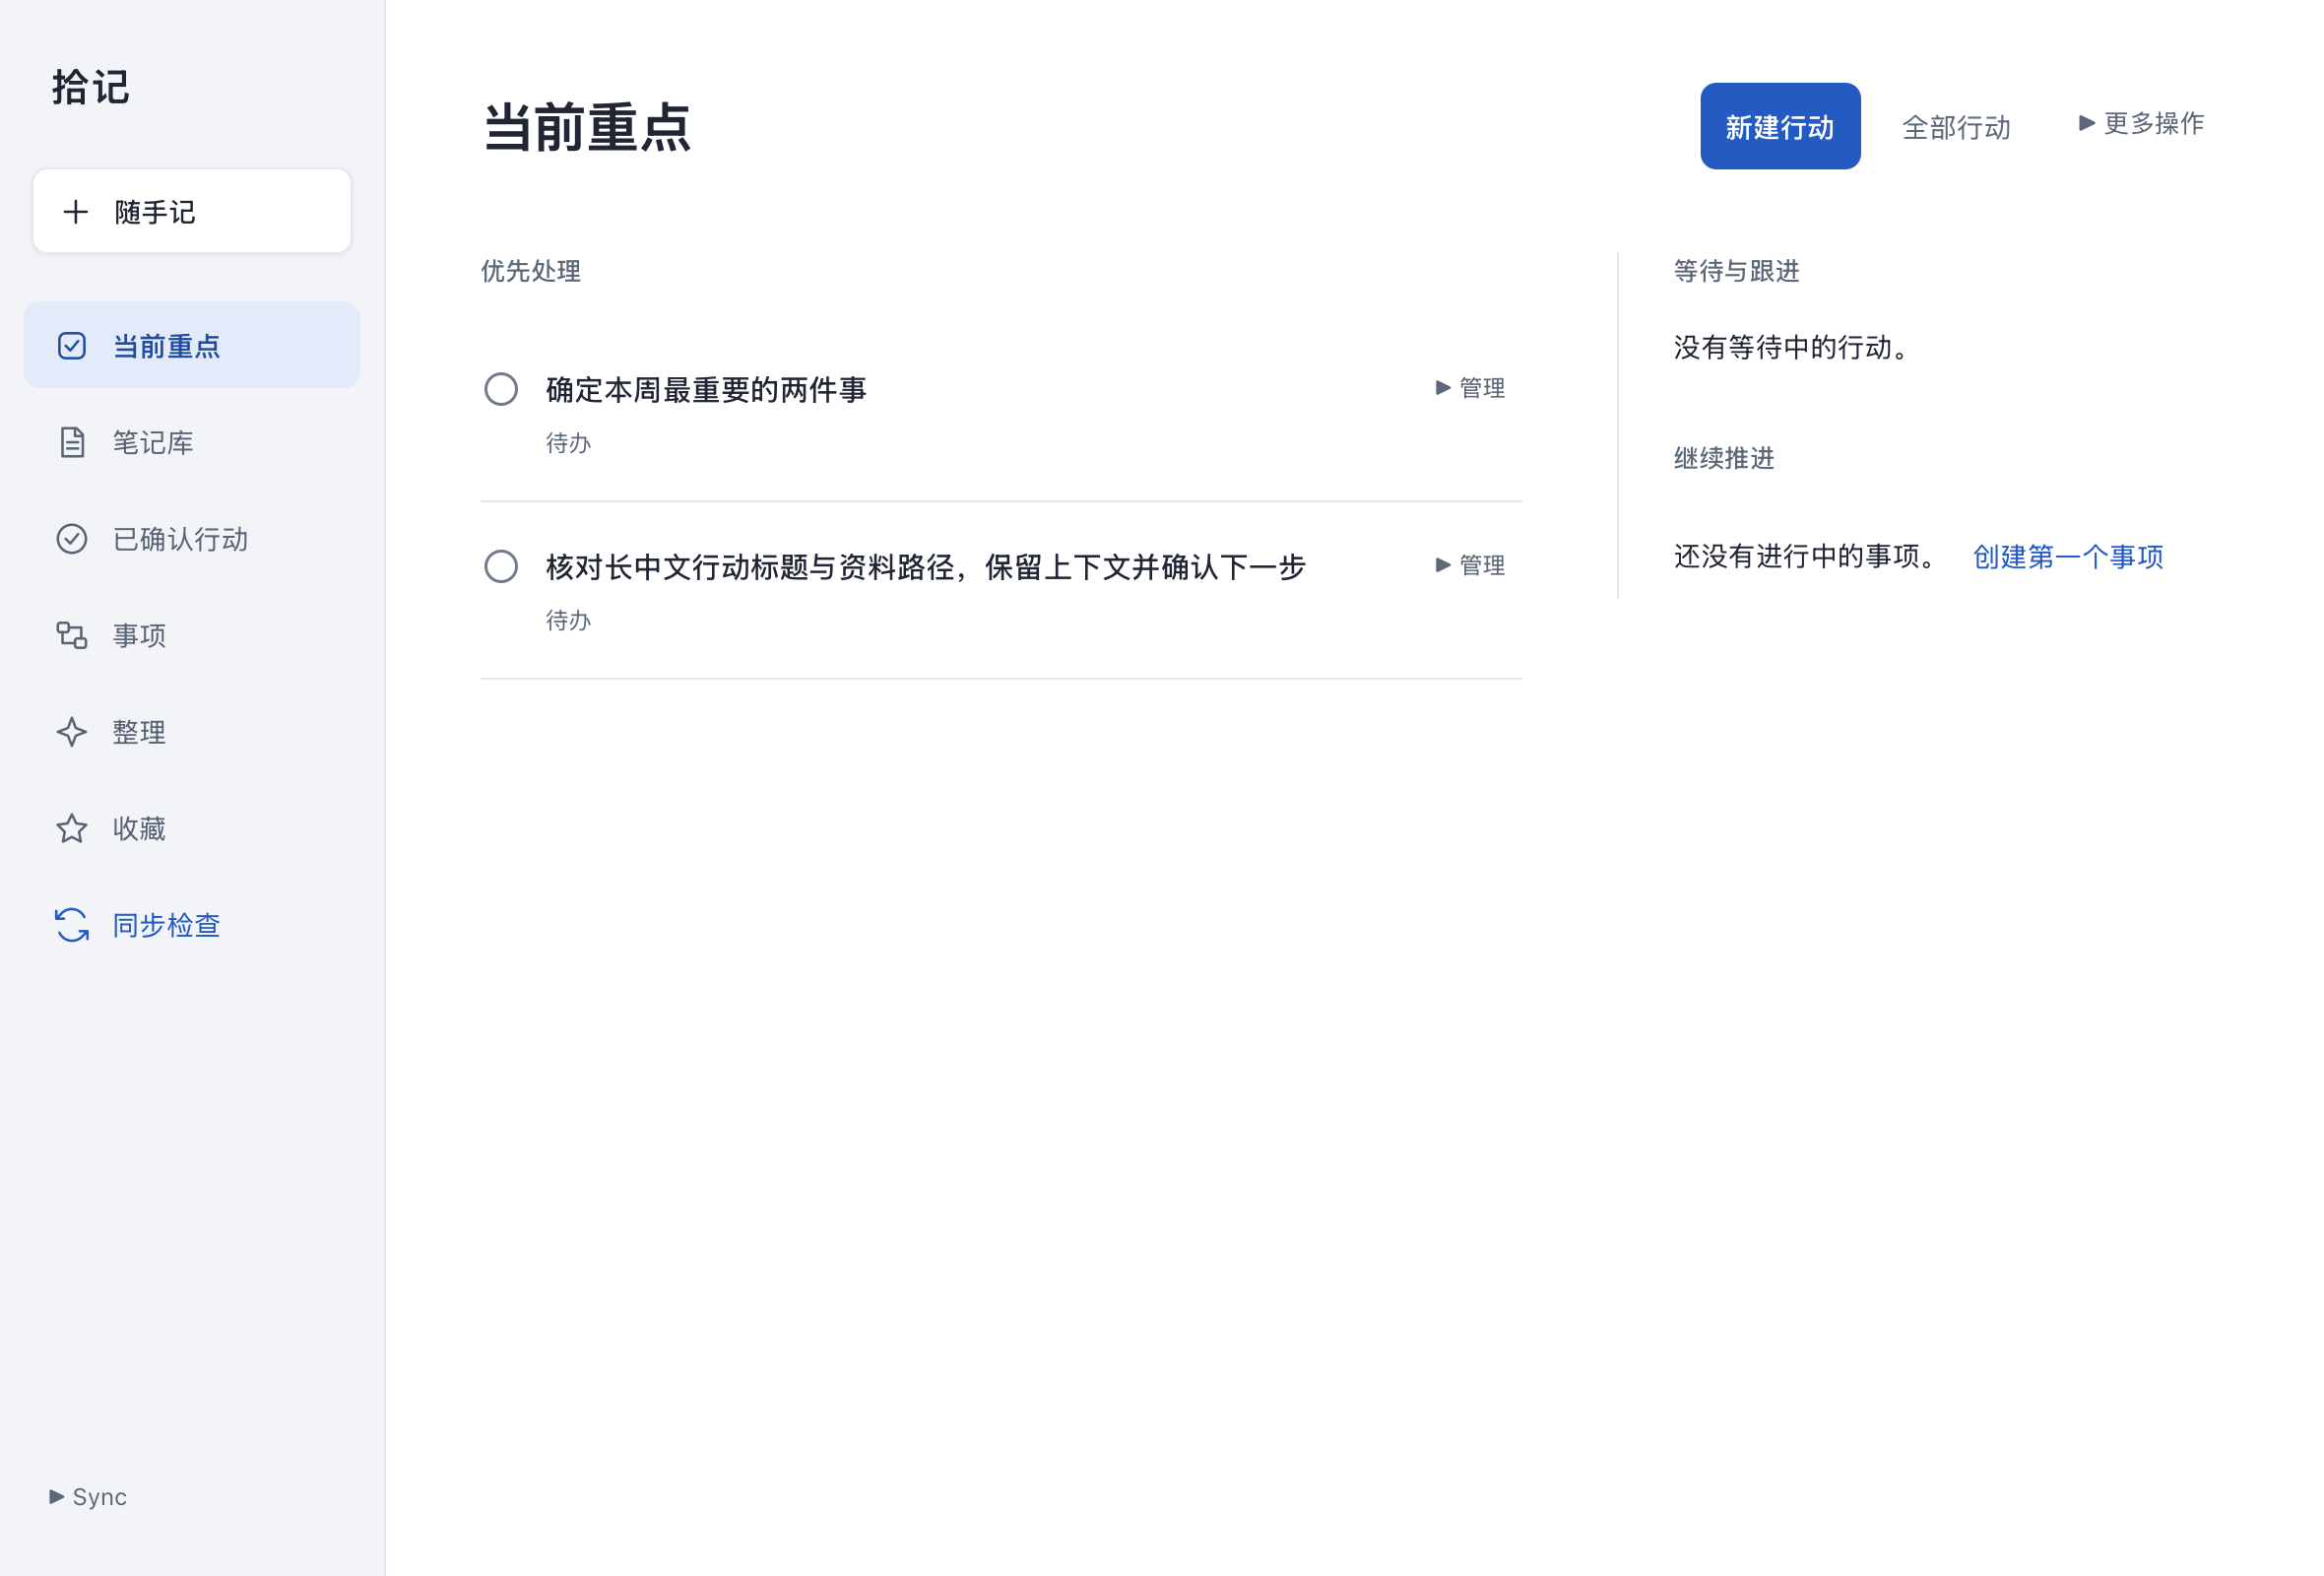 拾记
随手记
当前重点
笔记库
已确认行动
事项
整理
收藏
同步检查
Sync
当前重点
新建行动
全部行动
更多操作
优先处理
确定本周最重要的两件事
管理
待办
核对长中文行动标题与资料路径，保留上下文并确认下一步
管理
待办
等待与跟进
没有等待中的行动。
继续推进
还没有进行中的事项。 创建第一个事项